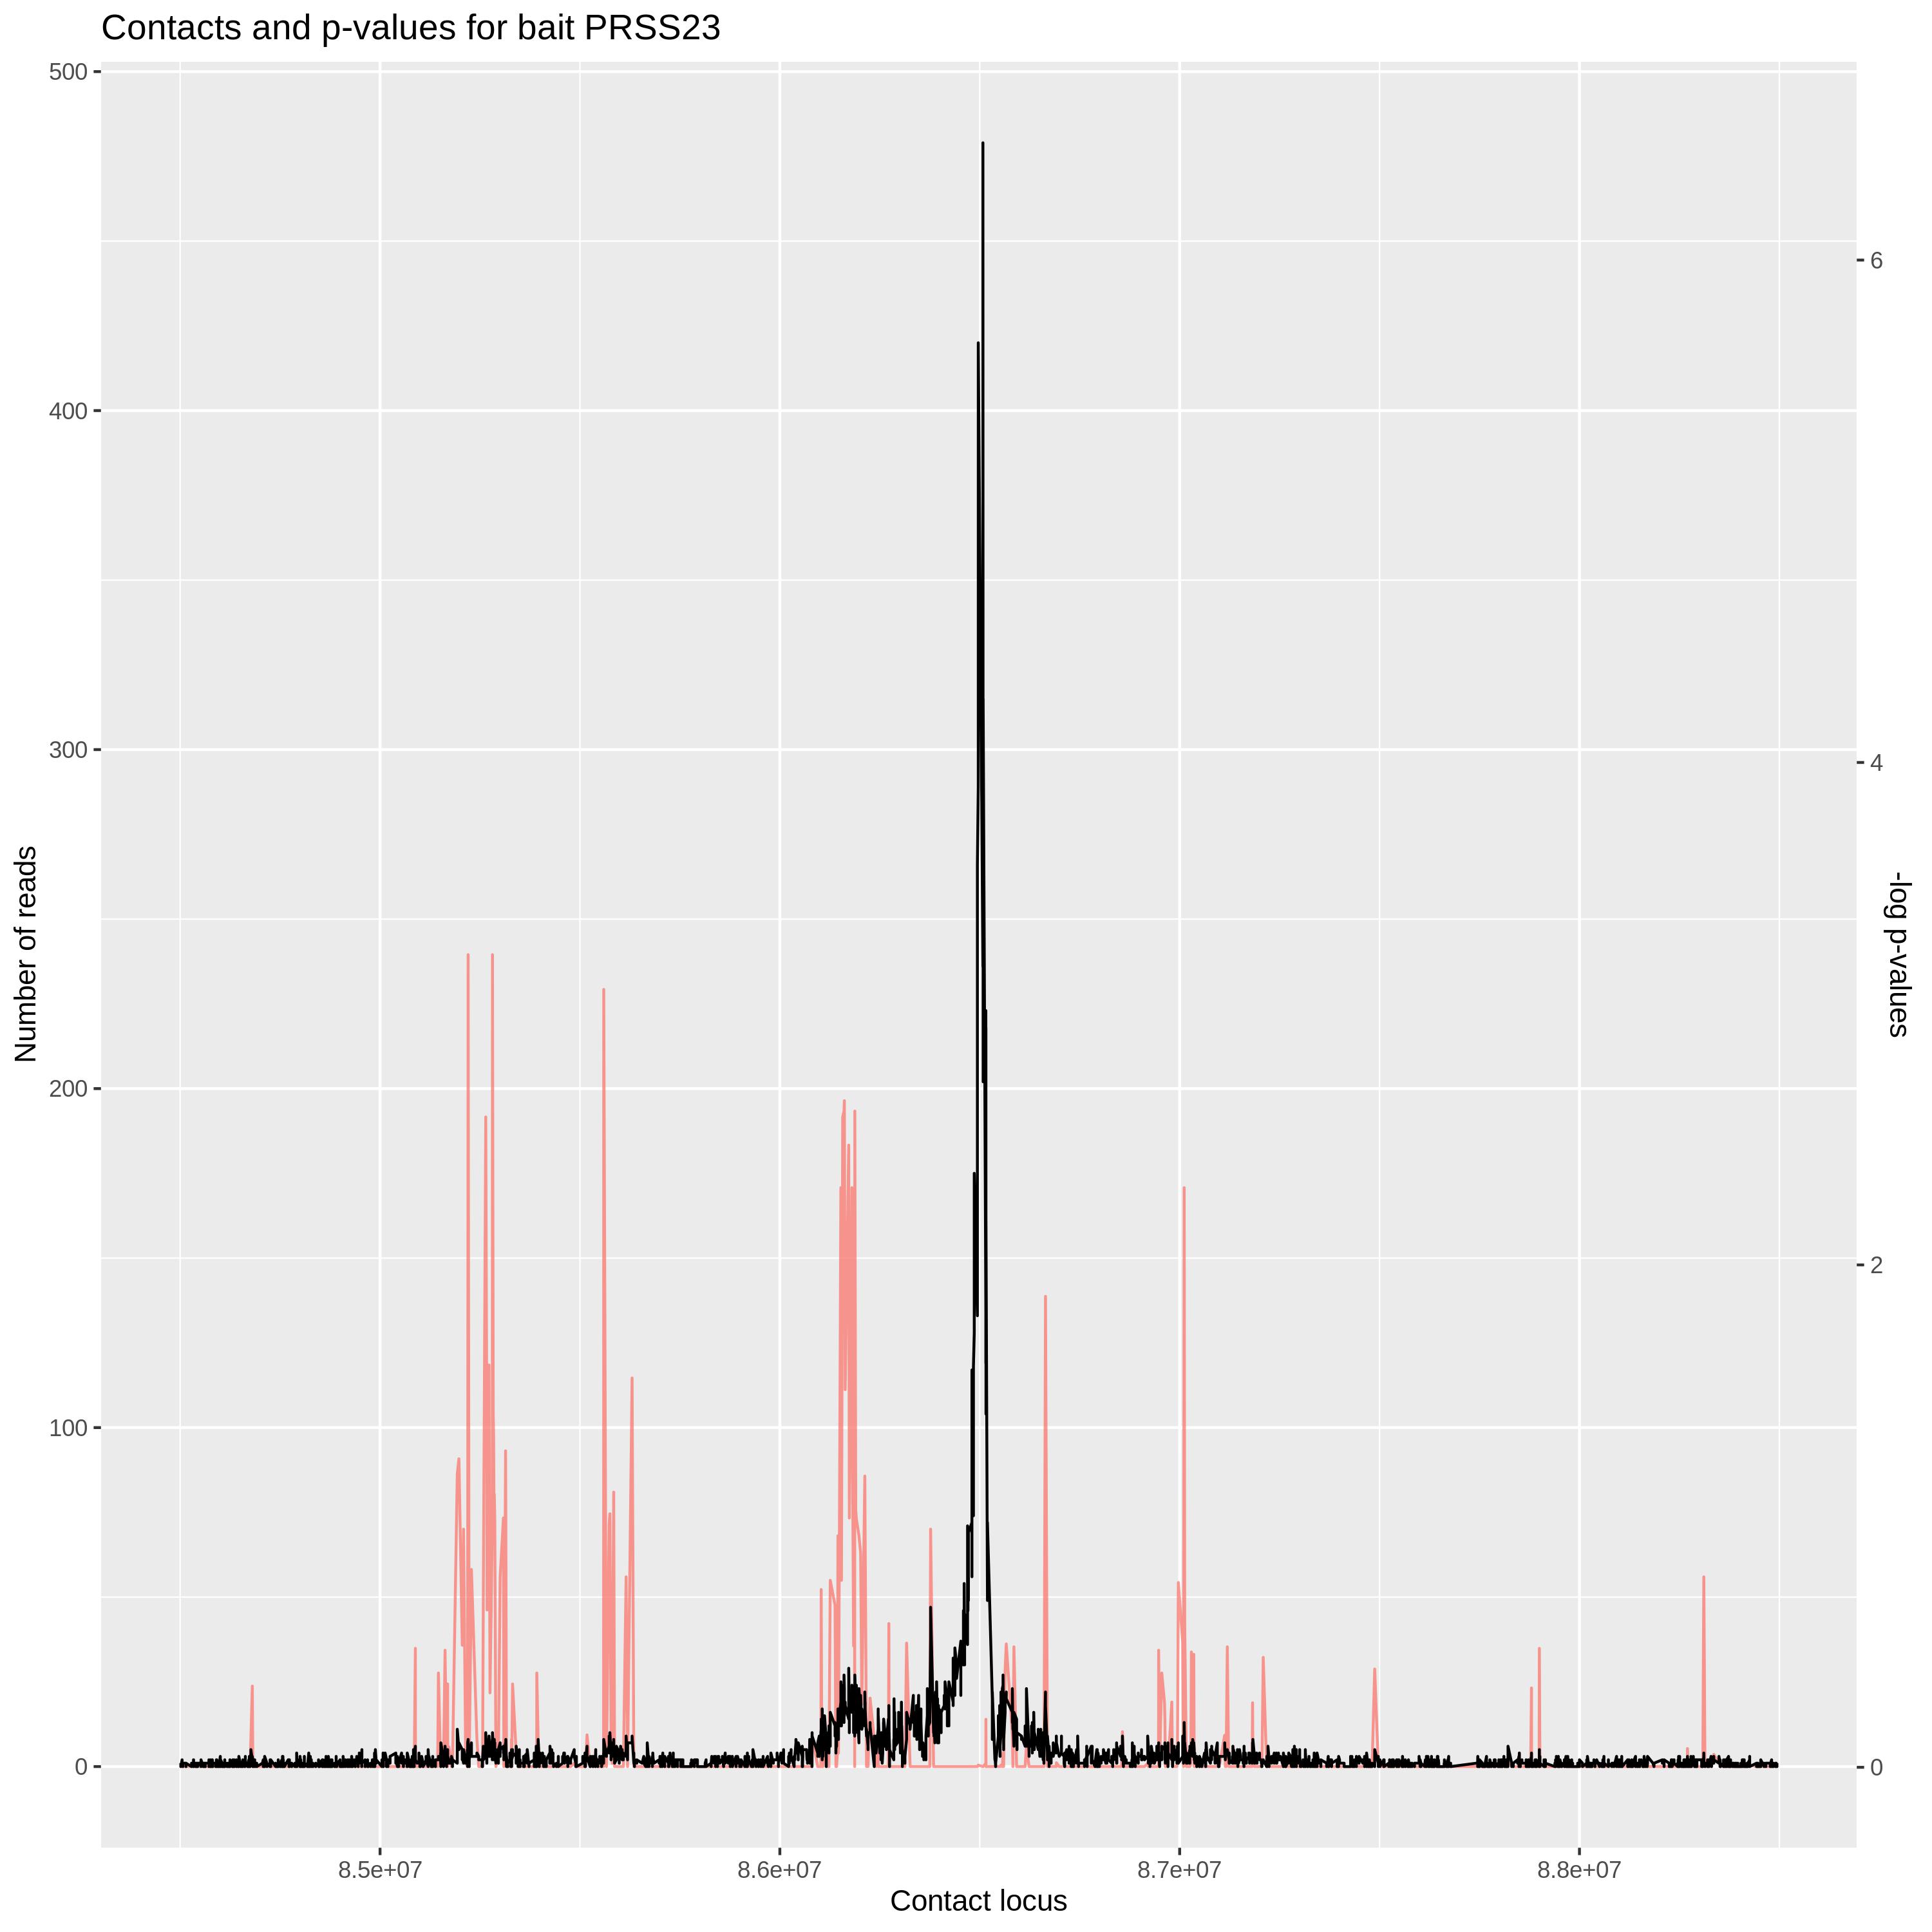 Contacts and p-values for bait PRSS23
500
400
300
200
100
0
Number of reads
6
4
2
0
-log p-values
8.5e+07 8.6e+07 8.7e+07 8.8e+07
Contact locus